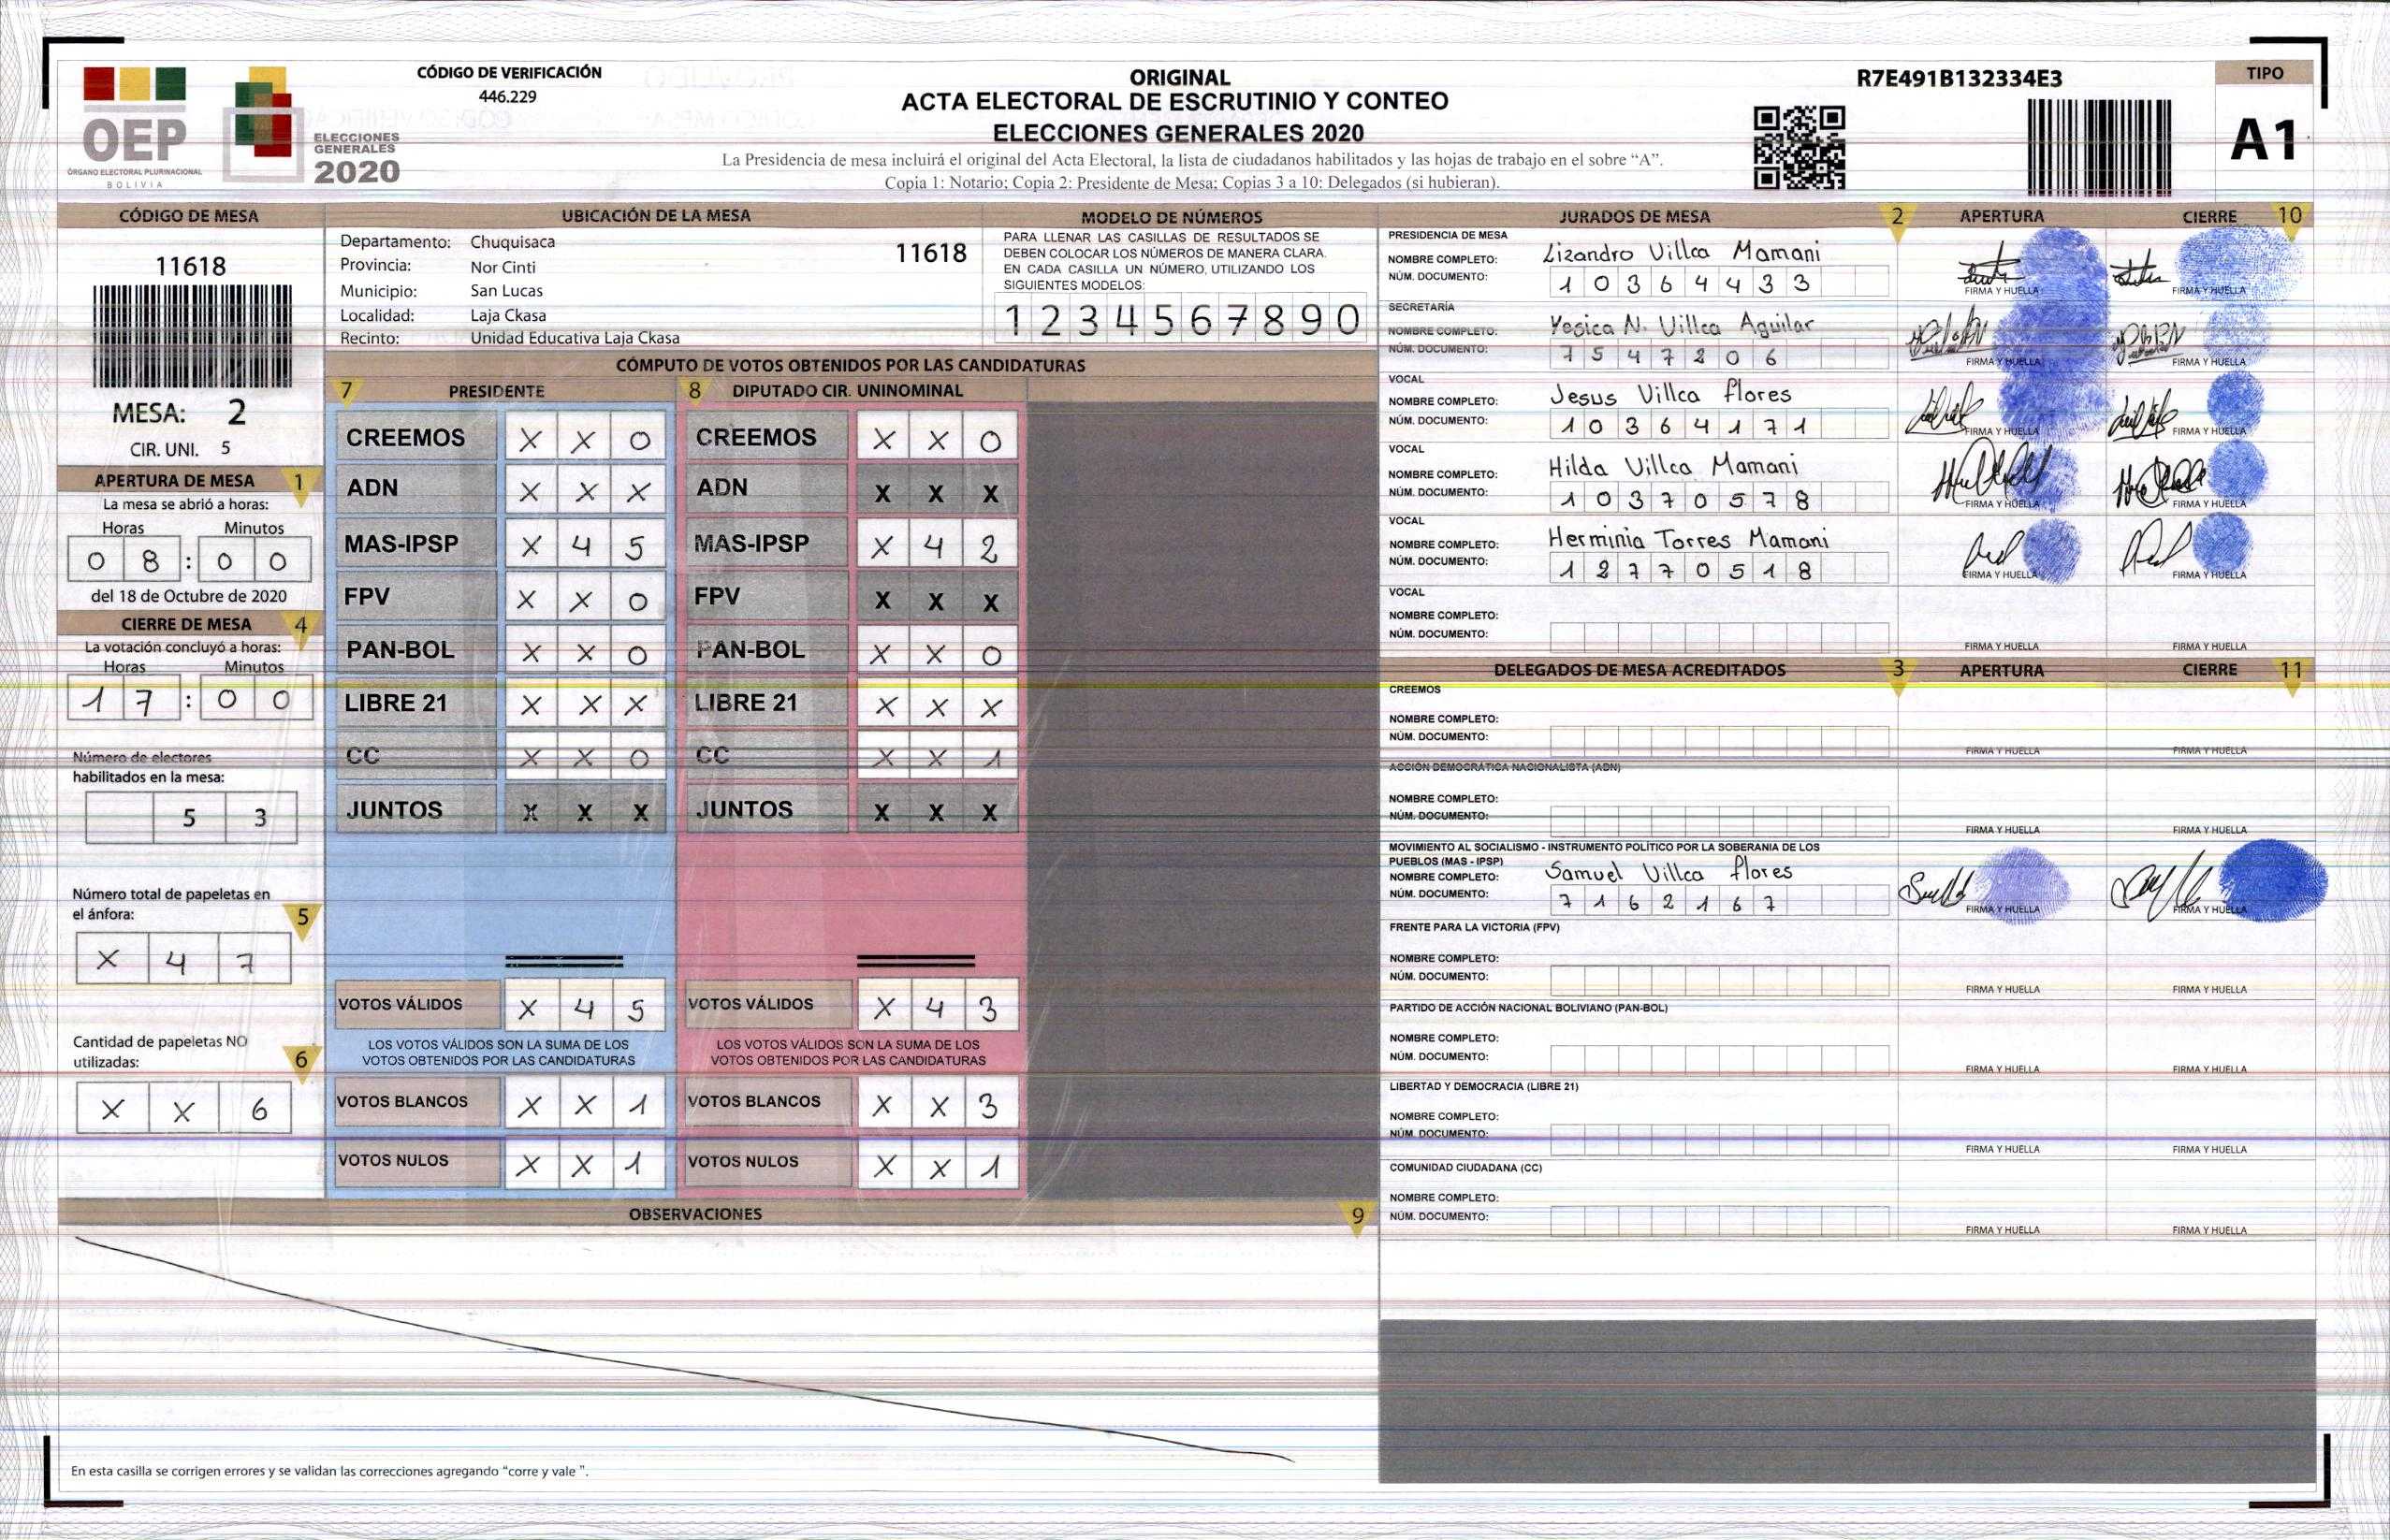 OEP
ÓRGANO ELECTORAL PLURINACIONAL
BOLIVIA
ELECCIONES
GENERALES
2020
CÓDIGO DE VERIFICACIÓN
446.229
ORIGINAL
ACTA ELECTORAL DE ESCRUTINIO Y CONTEO
ELECCIONES GENERALES 2020
La Presidencia de mesa incluirá el original del Acta Electoral, la lista de ciudadanos habilitados y las hojas de trabajo en el sobre “A”.
Copia 1: Notario; Copia 2: Presidente de Mesa; Copias 3 a 10: Delegados (si hubieran).
R7E491B132334E3
TIPO
A1
CÓDIGO DE MESA
11618
MESA: 2
CIR. UNI. 5
APERTURA DE MESA 1
La mesa se abrió a horas:
Horas Minutos
0 8 : 0 0
del 18 de Octubre de 2020
CIERRE DE MESA 4
La votación concluyó a horas:
Horas Minutos
1 7 : 0 0
Número de electores
habilitados en la mesa:
5 3
Número total de papeletas en
el ánfora: 5
X 4 7
Cantidad de papeletas NO
utilizadas: 6
X X 6
UBICACIÓN DE LA MESA
Departamento: Chuquisaca 11618
Provincia: Nor Cinti
Municipio: San Lucas
Localidad: Laja Ckasa
Recinto: Unidad Educativa Laja Ckasa
MODELO DE NÚMEROS
PARA LLENAR LAS CASILLAS DE RESULTADOS SE
DEBEN COLOCAR LOS NÚMEROS DE MANERA CLARA.
EN CADA CASILLA UN NÚMERO, UTILIZANDO LOS
SIGUIENTES MODELOS:
1 2 3 4 5 6 7 8 9 0
CÓMPUTO DE VOTOS OBTENIDOS POR LAS CANDIDATURAS
7 PRESIDENTE 8 DIPUTADO CIR. UNINOMINAL
CREEMOS X X 0 CREEMOS X X 0
ADN X X X ADN X X X
MAS-IPSP X 4 5 MAS-IPSP X 4 2
FPV X X 0 FPV X X X
PAN-BOL X X 0 PAN-BOL X X 0
LIBRE 21 X X X LIBRE 21 X X X
CC X X 0 CC X X 1
JUNTOS X X X JUNTOS X X X
VOTOS VÁLIDOS X 4 5 VOTOS VÁLIDOS X 4 3
LOS VOTOS VÁLIDOS SON LA SUMA DE LOS LOS VOTOS VÁLIDOS SON LA SUMA DE LOS
VOTOS OBTENIDOS POR LAS CANDIDATURAS VOTOS OBTENIDOS POR LAS CANDIDATURAS
VOTOS BLANCOS X X 1 VOTOS BLANCOS X X 3
VOTOS NULOS X X 1 VOTOS NULOS X X 1
OBSERVACIONES 9
En esta casilla se corrigen errores y se validan las correcciones agregando “corre y vale ”.
JURADOS DE MESA 2 APERTURA CIERRE 10
PRESIDENCIA DE MESA
NOMBRE COMPLETO: Lizandro Villca Mamani
NÚM. DOCUMENTO: 1 0 3 6 4 4 3 3
FIRMA Y HUELLA FIRMA Y HUELLA
SECRETARÍA
NOMBRE COMPLETO: Yesica N. Villca Aguilar
NÚM. DOCUMENTO: 7 5 4 7 2 0 6
FIRMA Y HUELLA FIRMA Y HUELLA
VOCAL
NOMBRE COMPLETO: Jesus Villca flores
NÚM. DOCUMENTO: 1 0 3 6 4 1 7 1
FIRMA Y HUELLA FIRMA Y HUELLA
VOCAL
NOMBRE COMPLETO: Hilda Villca Mamani
NÚM. DOCUMENTO: 1 0 3 7 0 5 7 8
FIRMA Y HUELLA FIRMA Y HUELLA
VOCAL
NOMBRE COMPLETO: Herminia Torres Mamani
NÚM. DOCUMENTO: 1 2 7 7 0 5 1 8
FIRMA Y HUELLA FIRMA Y HUELLA
VOCAL
NOMBRE COMPLETO:
NÚM. DOCUMENTO:
FIRMA Y HUELLA FIRMA Y HUELLA
DELEGADOS DE MESA ACREDITADOS 3 APERTURA CIERRE 11
CREEMOS
NOMBRE COMPLETO:
NÚM. DOCUMENTO:
FIRMA Y HUELLA FIRMA Y HUELLA
ACCIÓN DEMOCRÁTICA NACIONALISTA (ADN)
NOMBRE COMPLETO:
NÚM. DOCUMENTO:
FIRMA Y HUELLA FIRMA Y HUELLA
MOVIMIENTO AL SOCIALISMO - INSTRUMENTO POLÍTICO POR LA SOBERANIA DE LOS
PUEBLOS (MAS - IPSP)
NOMBRE COMPLETO: Samuel Villca flores
NÚM. DOCUMENTO: 7 1 6 2 1 6 7
FIRMA Y HUELLA FIRMA Y HUELLA
FRENTE PARA LA VICTORIA (FPV)
NOMBRE COMPLETO:
NÚM. DOCUMENTO:
FIRMA Y HUELLA FIRMA Y HUELLA
PARTIDO DE ACCIÓN NACIONAL BOLIVIANO (PAN-BOL)
NOMBRE COMPLETO:
NÚM. DOCUMENTO:
FIRMA Y HUELLA FIRMA Y HUELLA
LIBERTAD Y DEMOCRACIA (LIBRE 21)
NOMBRE COMPLETO:
NÚM. DOCUMENTO:
FIRMA Y HUELLA FIRMA Y HUELLA
COMUNIDAD CIUDADANA (CC)
NOMBRE COMPLETO:
NÚM. DOCUMENTO:
FIRMA Y HUELLA FIRMA Y HUELLA